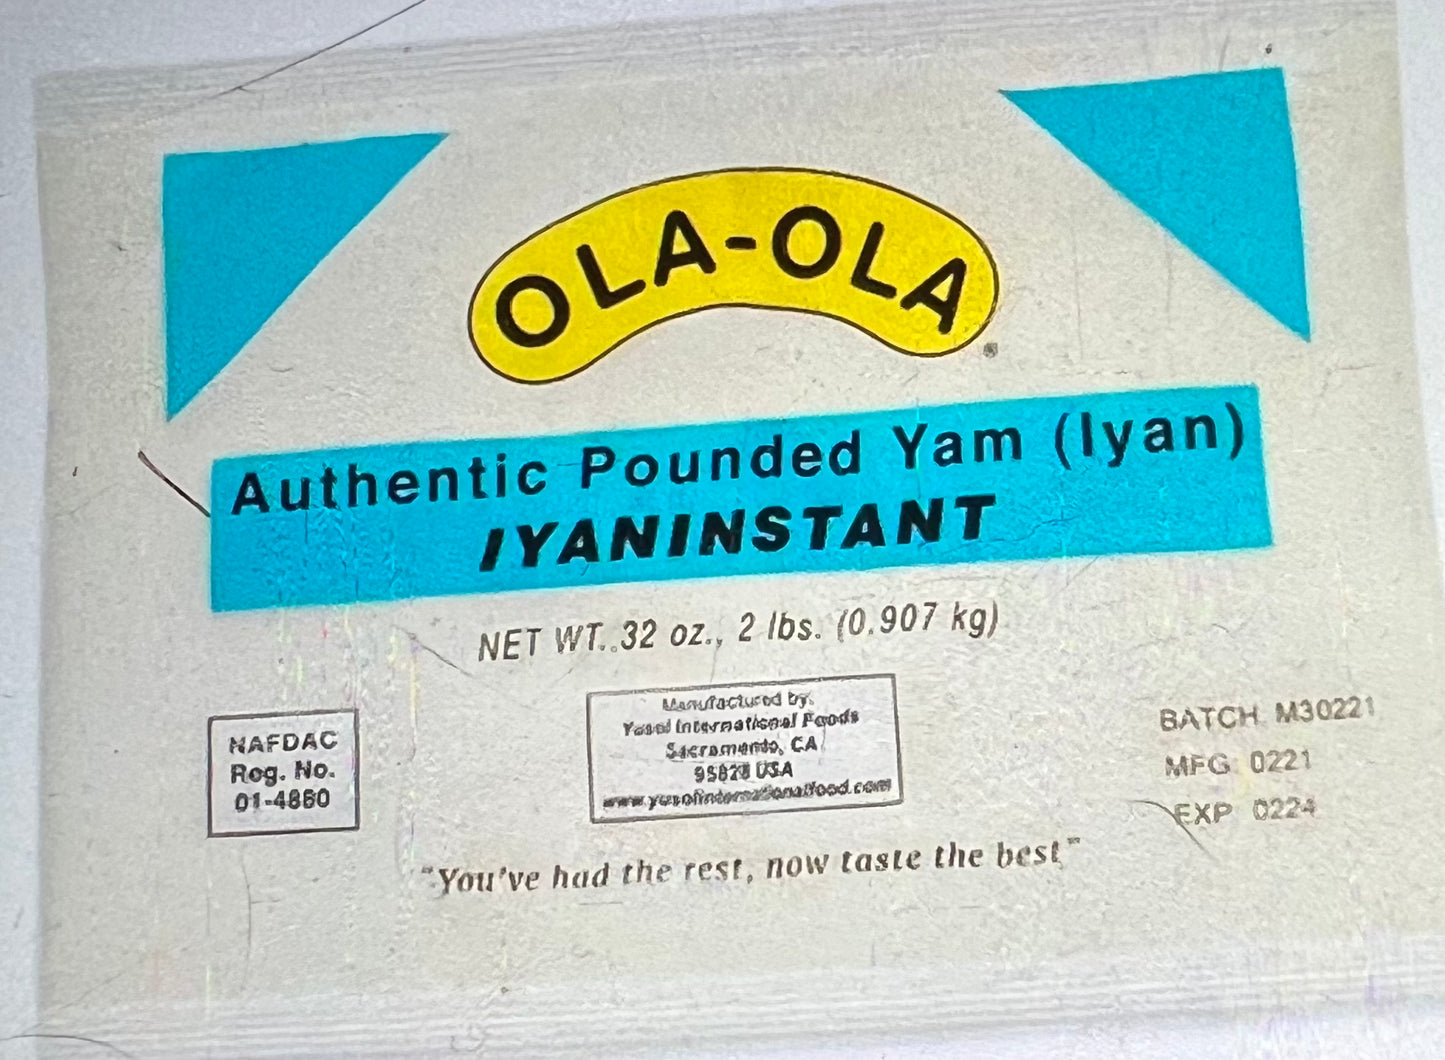 OLA-OLA
Authentic Pounded Yam (Iyan)
IYANINSTANT
NET WT. 32 oz., 2 lbs. (0.907 kg)
NAFDAC
Reg. No.
01-4860
Manufactured by:
International Foods
Sacramento, CA
USA
BATCH M30221
MFG 0221
EXP 0224
"You've had the rest, now taste the best"